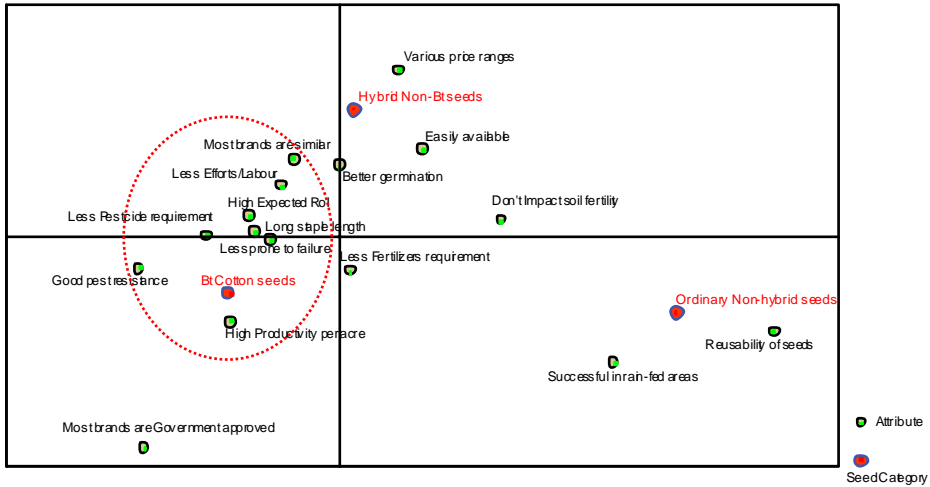 Various price ranges
Hybrid Non-Bt seeds
Easily available
Most brands are similar
Better germination
Less Efforts/Labour
High Expected RoI
Don't Impact soil fertility
Less Pesticide requirement
Long staple length
Less prone to failure
Less Fertilizers requirement
Good pest resistance
Bt Cotton seeds
Ordinary Non-hybrid seeds
High Productivity per acre
Reusability of seeds
Successful in rain-fed areas
Most brands are Government approved
Attribute
Seed Category